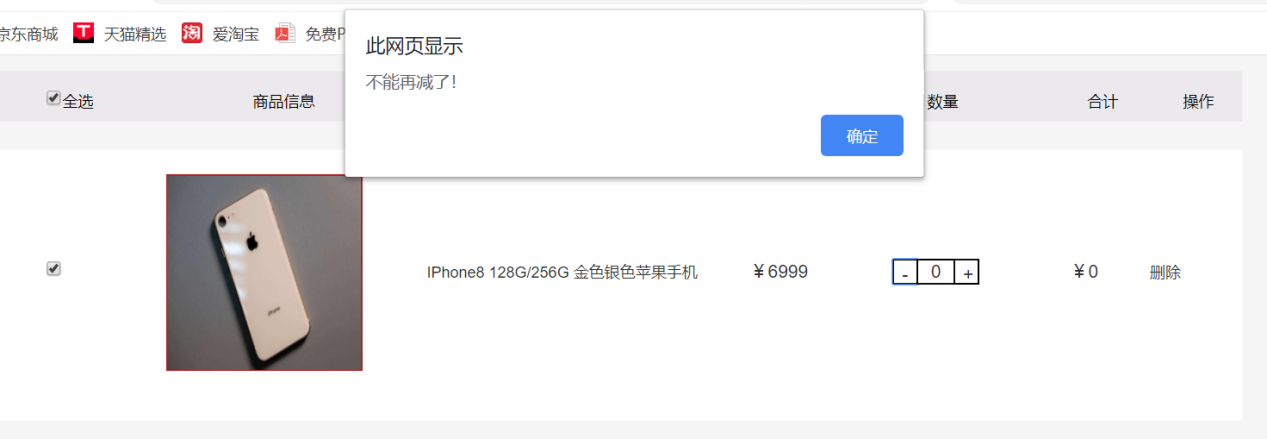 京东商城 天猫精选 淘 爱淘宝 免费P
此网页显示
不能再减了!
确定
全选 商品信息 数量 合计 操作
iPhone
IPhone8 128G/256G 金色银色苹果手机 ¥6999 - 0 + ¥0 删除